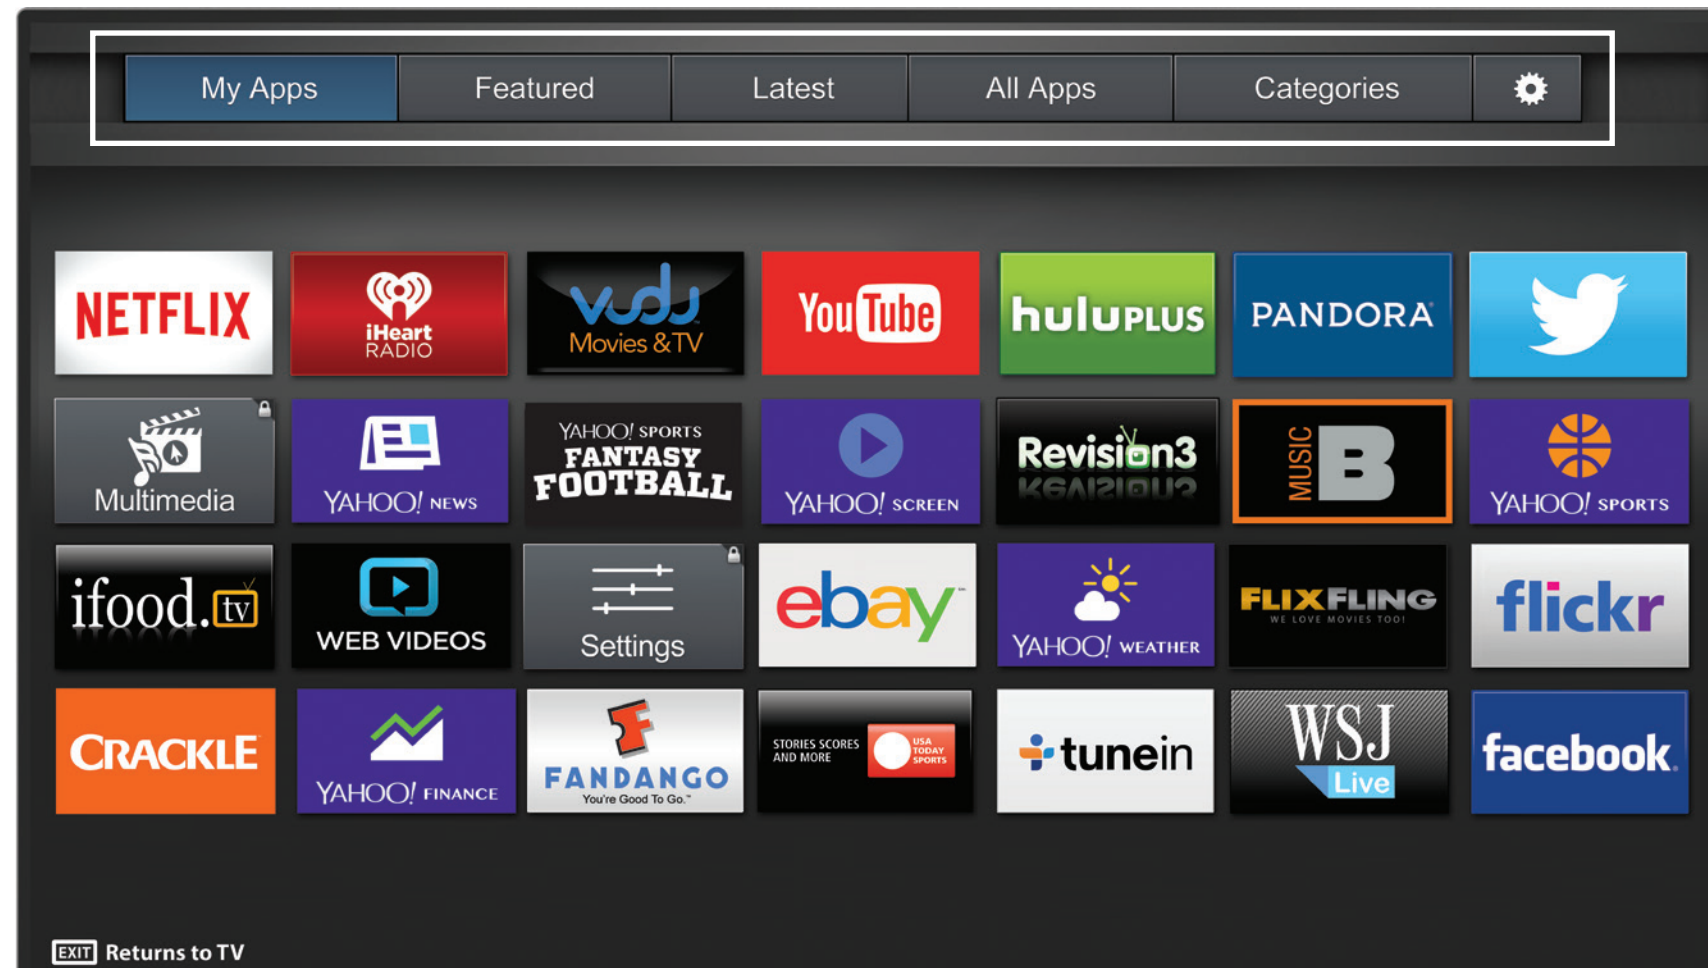 My Apps
Featured
Latest
All Apps
Categories
NETFLIX
iHeart
RADIO
vudu
Movies & TV
YouTube
huluPLUS
PANDORA
Multimedia
YAHOO! NEWS
YAHOO! SPORTS
FANTASY
FOOTBALL
YAHOO! SCREEN
Revision3
MUSIC
B
YAHOO! SPORTS
ifood.tv
WEB VIDEOS
Settings
ebay
YAHOO! WEATHER
FLIXFLING
WE LOVE MOVIES TOO!
flickr
CRACKLE
YAHOO! FINANCE
F
FANDANGO
You're Good To Go.™
STORIES SCORES
AND MORE
USA
TODAY
SPORTS
tunein
WSJ
Live
facebook
EXIT Returns to TV